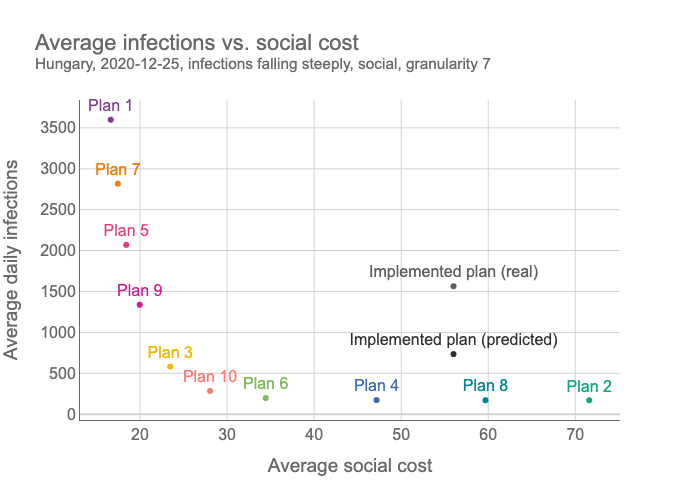 Average infections vs. social cost
Hungary, 2020-12-25, infections falling steeply, social, granularity 7
Plan 1
3500
3000
Plan 7
2500
Plan 5
2000
Implemented plan (real)
1500
Plan 9
1000
Implemented plan (predicted)
Plan 3
500
Plan 10
Plan 6
Plan 4
Plan 8
Plan 2
0
20
30
40
50
60
70
Average social cost
Average daily infections